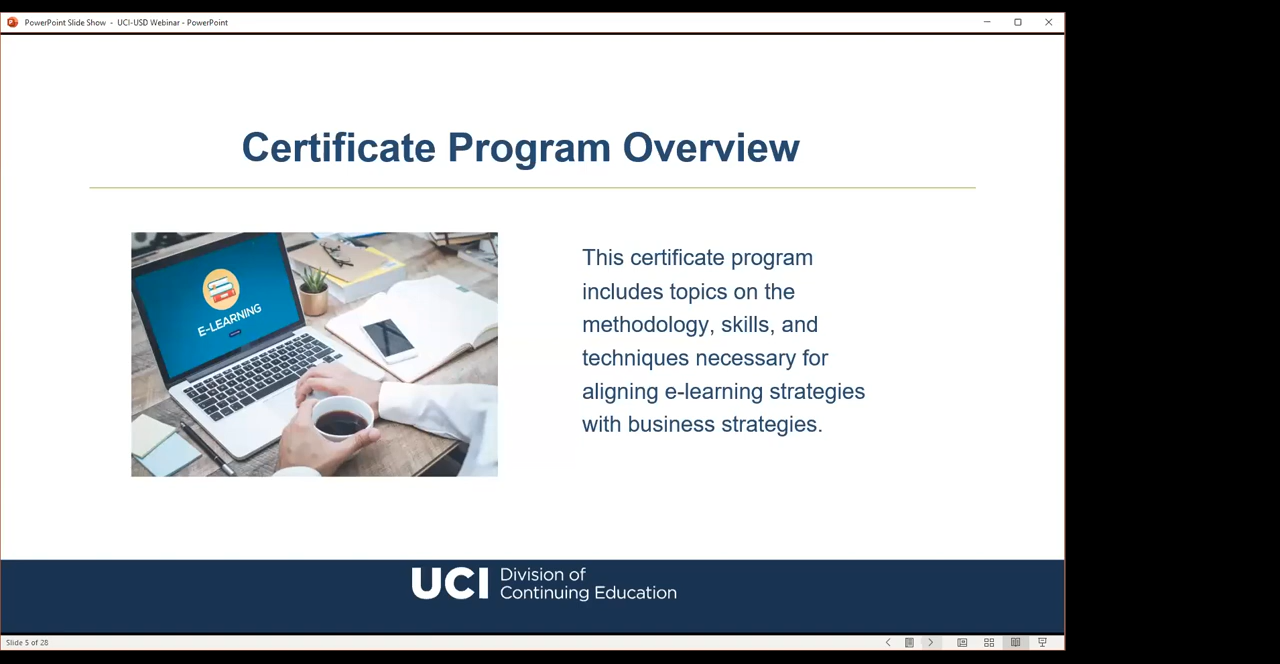 PowerPoint Slide Show - UCI-USD Webinar - PowerPoint
Certificate Program Overview
E-LEARNING
This certificate program
includes topics on the
methodology, skills, and
techniques necessary for
aligning e-learning strategies
with business strategies.
UCI Division of
Continuing Education
Slide 5 of 28